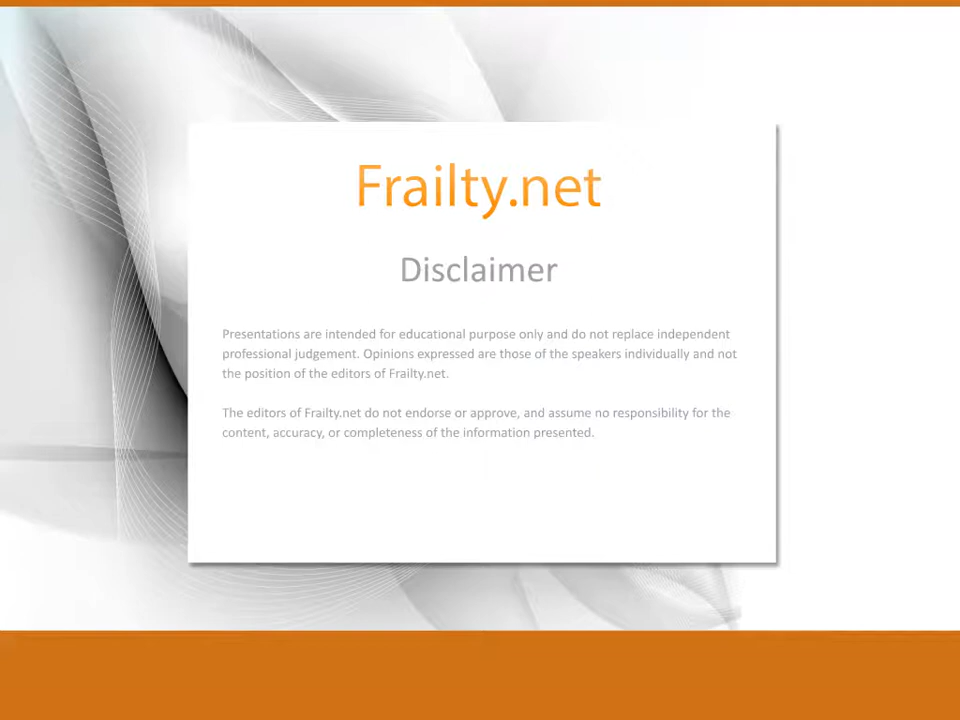 Frailty.net
Disclaimer
Presentations are intended for educational purpose only and do not replace independent
professional judgement. Opinions expressed are those of the speakers individually and not
the position of the editors of Frailty.net.
The editors of Frailty.net do not endorse or approve, and assume no responsibility for the
content, accuracy, or completeness of the information presented.